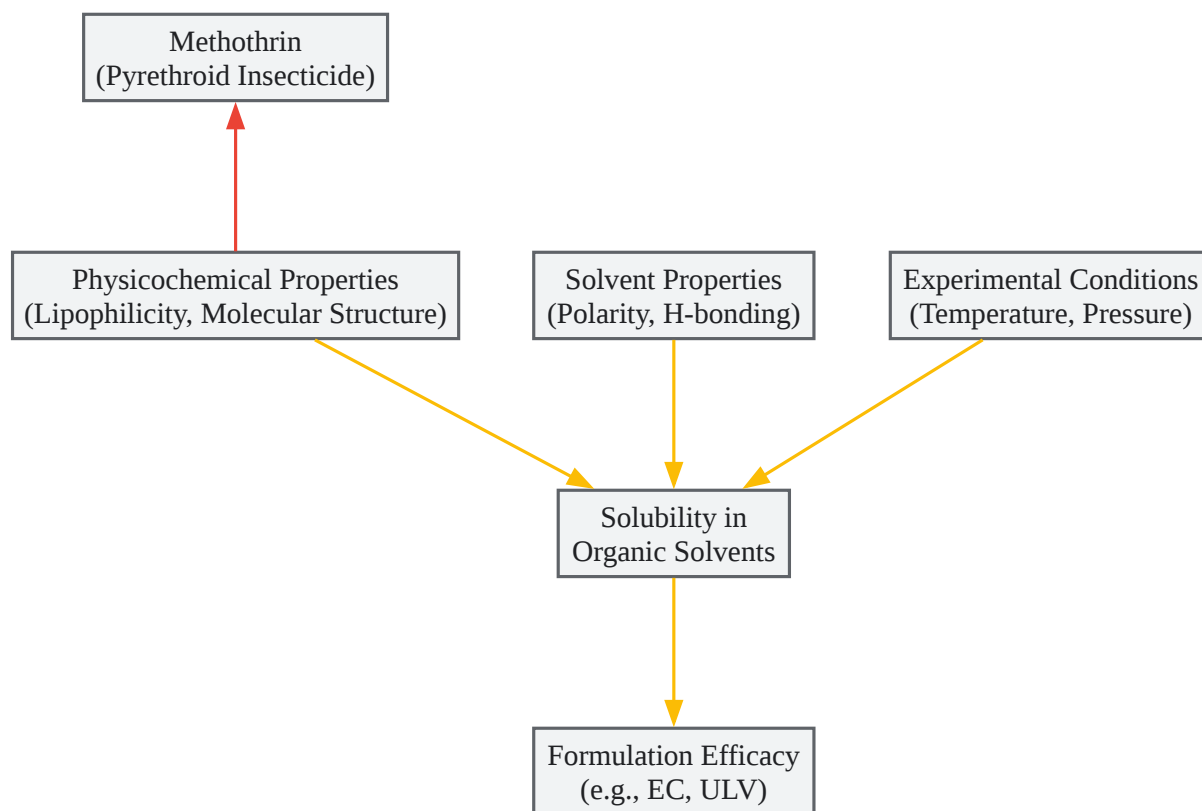 Methothrin
(Pyrethroid Insecticide)
Physicochemical Properties
(Lipophilicity, Molecular Structure)
Solvent Properties
(Polarity, H-bonding)
Experimental Conditions
(Temperature, Pressure)
Solubility in
Organic Solvents
Formulation Efficacy
(e.g., EC, ULV)